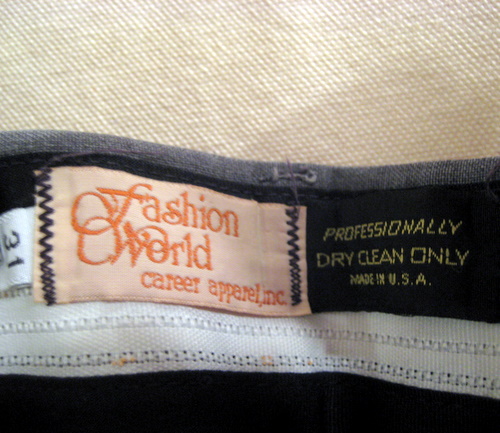 Fashion
World
career apparel, inc.
PROFESSIONALLY
DRY CLEAN ONLY
MADE IN U.S.A.
31